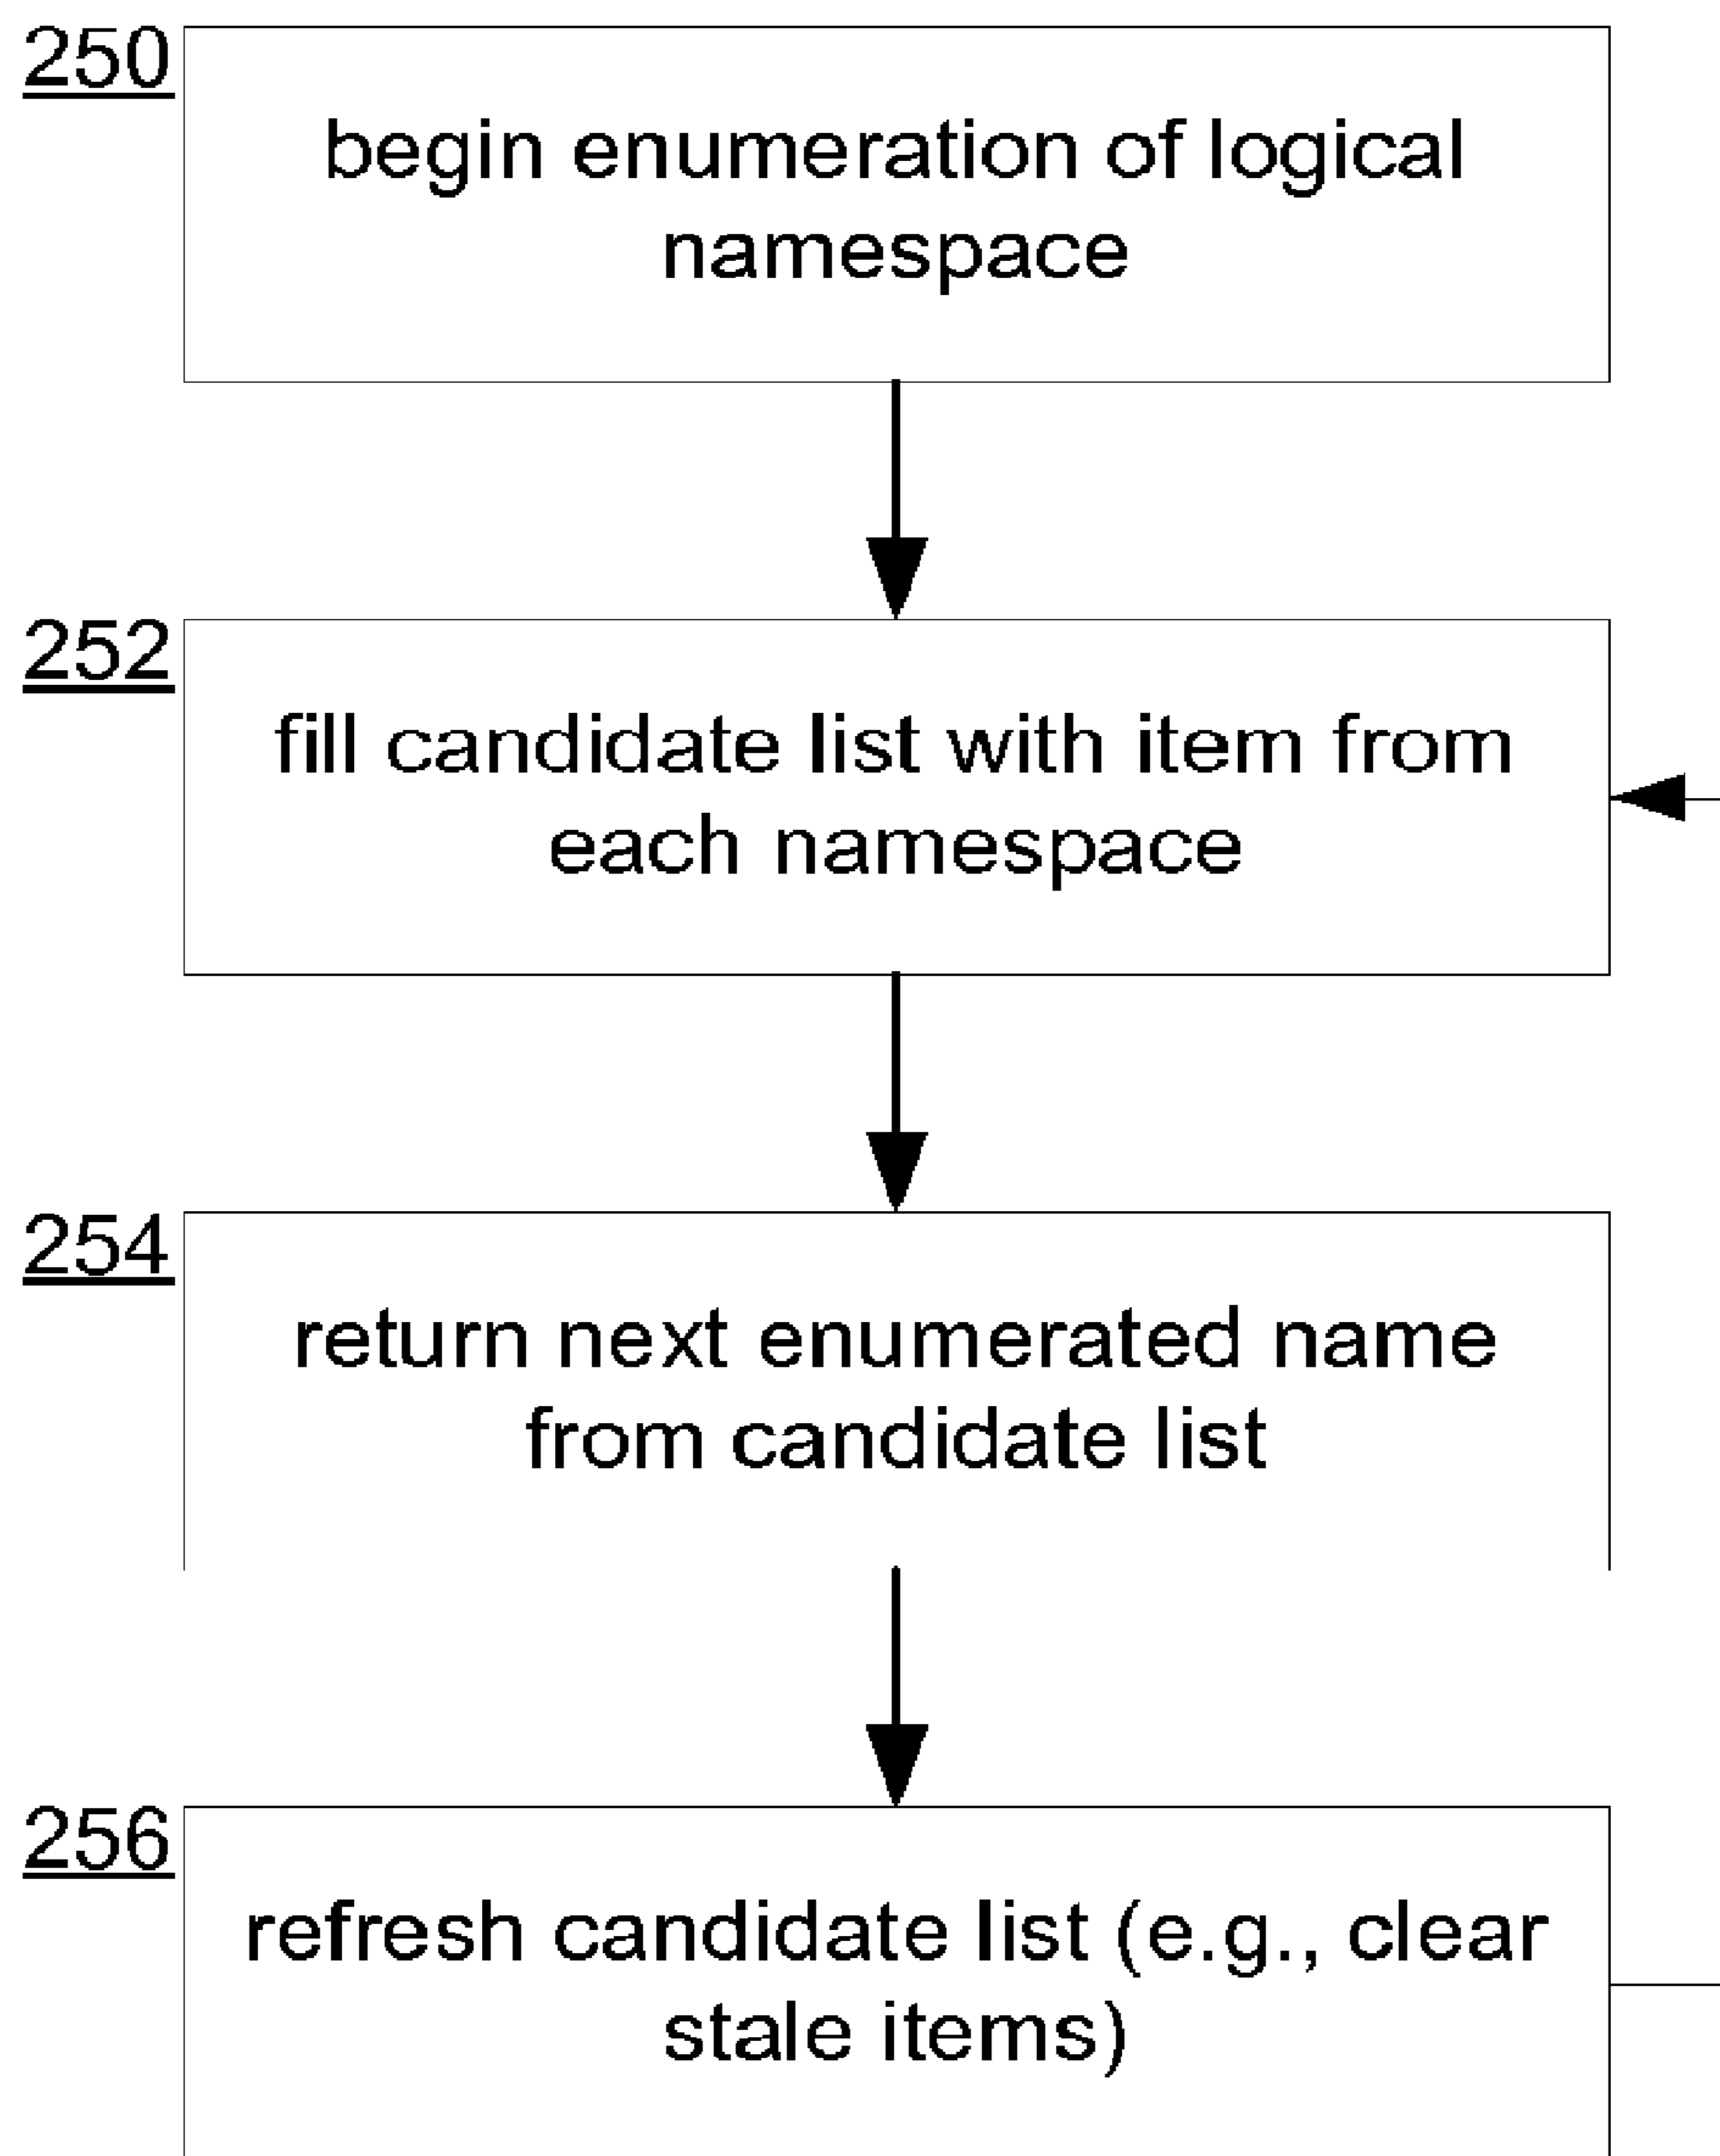 250
begin enumeration of logical
namespace
252
fill candidate list with item from
each namespace
254
return next enumerated name
from candidate list
256
refresh candidate list (e.g., clear
stale items)